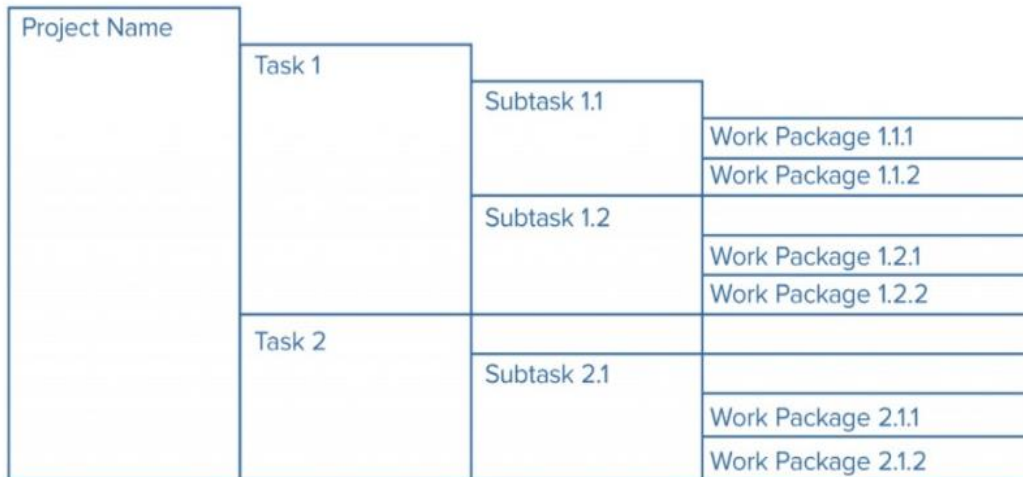 Project Name
Task 1
Subtask 1.1
Work Package 1.1.1
Work Package 1.1.2
Subtask 1.2
Work Package 1.2.1
Work Package 1.2.2
Task 2
Subtask 2.1
Work Package 2.1.1
Work Package 2.1.2